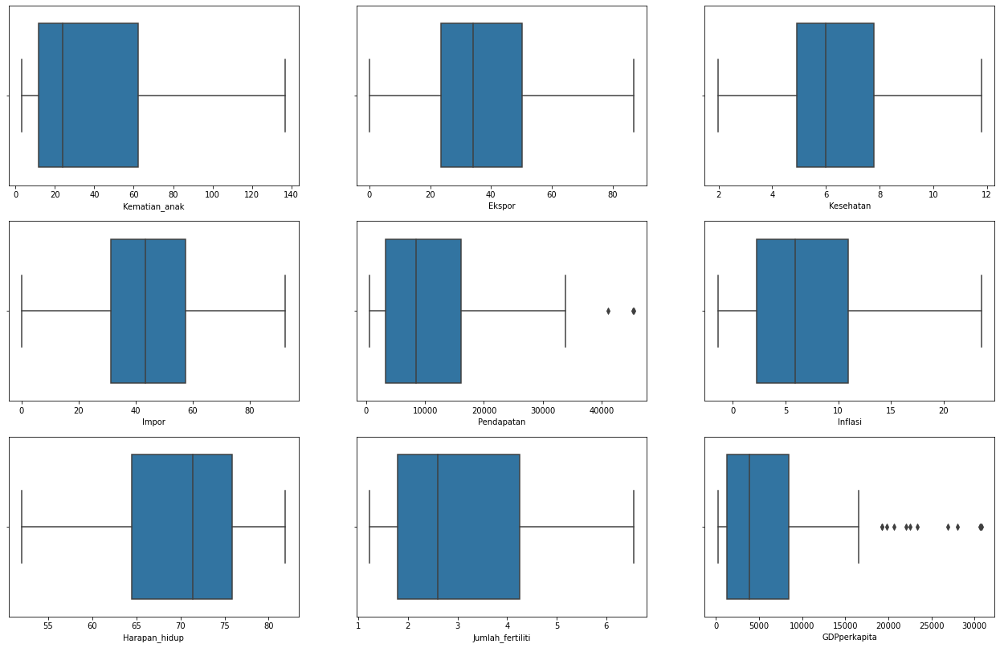 0 20 40 60 80 100 120 140
Kematian_anak
0 20 40 60 80
Ekspor
2 4 6 8 10 12
Kesehatan
0 20 40 60 80
Impor
0 10000 20000 30000 40000
Pendapatan
0 5 10 15 20
Inflasi
55 60 65 70 75 80
Harapan_hidup
1 2 3 4 5 6
Jumlah_fertiliti
0 5000 10000 15000 20000 25000 30000
GDPperkapita